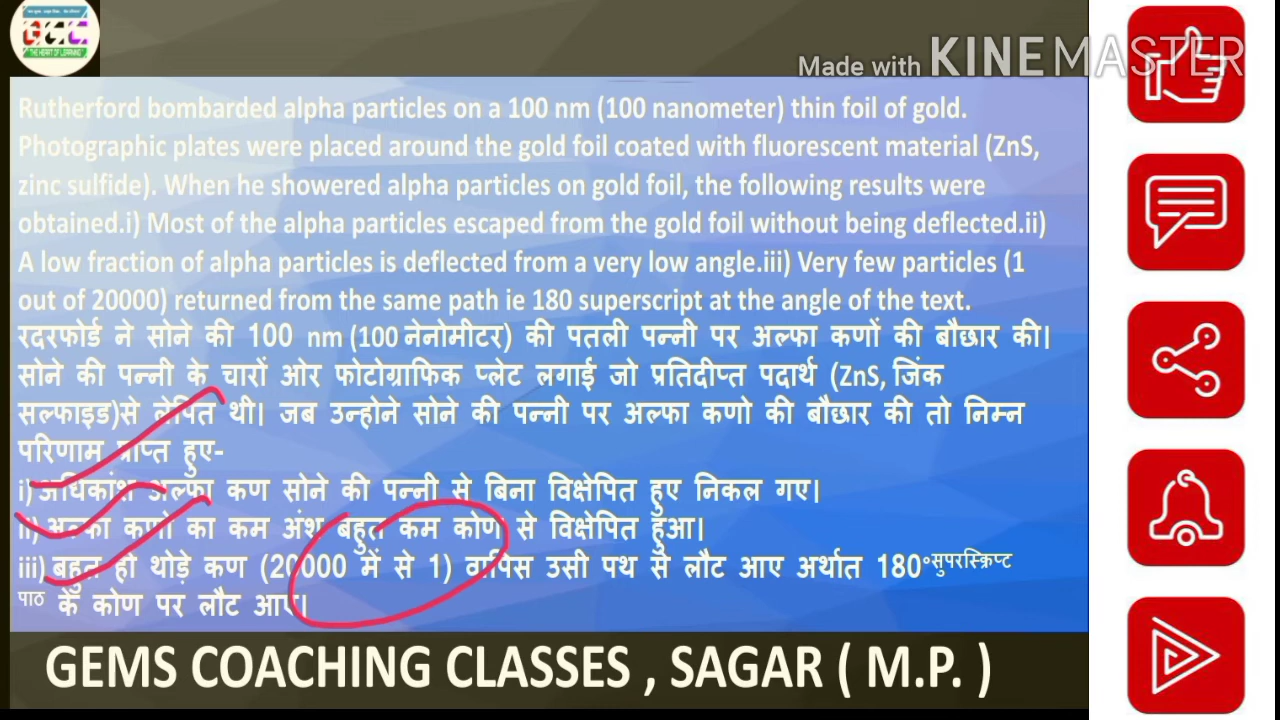 THE HEART OF LEARNING
Made with KINEMASTER
Rutherford bombarded alpha particles on a 100 nm (100 nanometer) thin foil of gold.
Photographic plates were placed around the gold foil coated with fluorescent material (ZnS,
zinc sulfide). When he showered alpha particles on gold foil, the following results were
obtained.i) Most of the alpha particles escaped from the gold foil without being deflected.ii)
A low fraction of alpha particles is deflected from a very low angle.iii) Very few particles (1
out of 20000) returned from the same path ie 180 superscript at the angle of the text.
रदरफोर्ड ने सोने की 100 nm (100 नेनोमीटर) की पतली पन्नी पर अल्फा कणों की बौछार की।
सोने की पन्नी के चारों ओर फोटोग्राफिक प्लेट लगाई जो प्रतिदीप्त पदार्थ (ZnS, जिंक
सल्फाइड)से लेपित थी। जब उन्होने सोने की पन्नी पर अल्फा कणो की बौछार की तो निम्न
परिणाम प्राप्त हुए-
i) अधिकांश अल्फा कण सोने की पन्नी से बिना विक्षेपित हुए निकल गए।
ii) अल्फा कणो का कम अंश बहुत कम कोण से विक्षेपित हुआ।
iii) बहुत ही थोड़े कण (20000 में से 1) वापिस उसी पथ से लौट आए अर्थात 180°सुपरस्क्रिप्ट
पाठ के कोण पर लौट आए।
GEMS COACHING CLASSES , SAGAR ( M.P. )